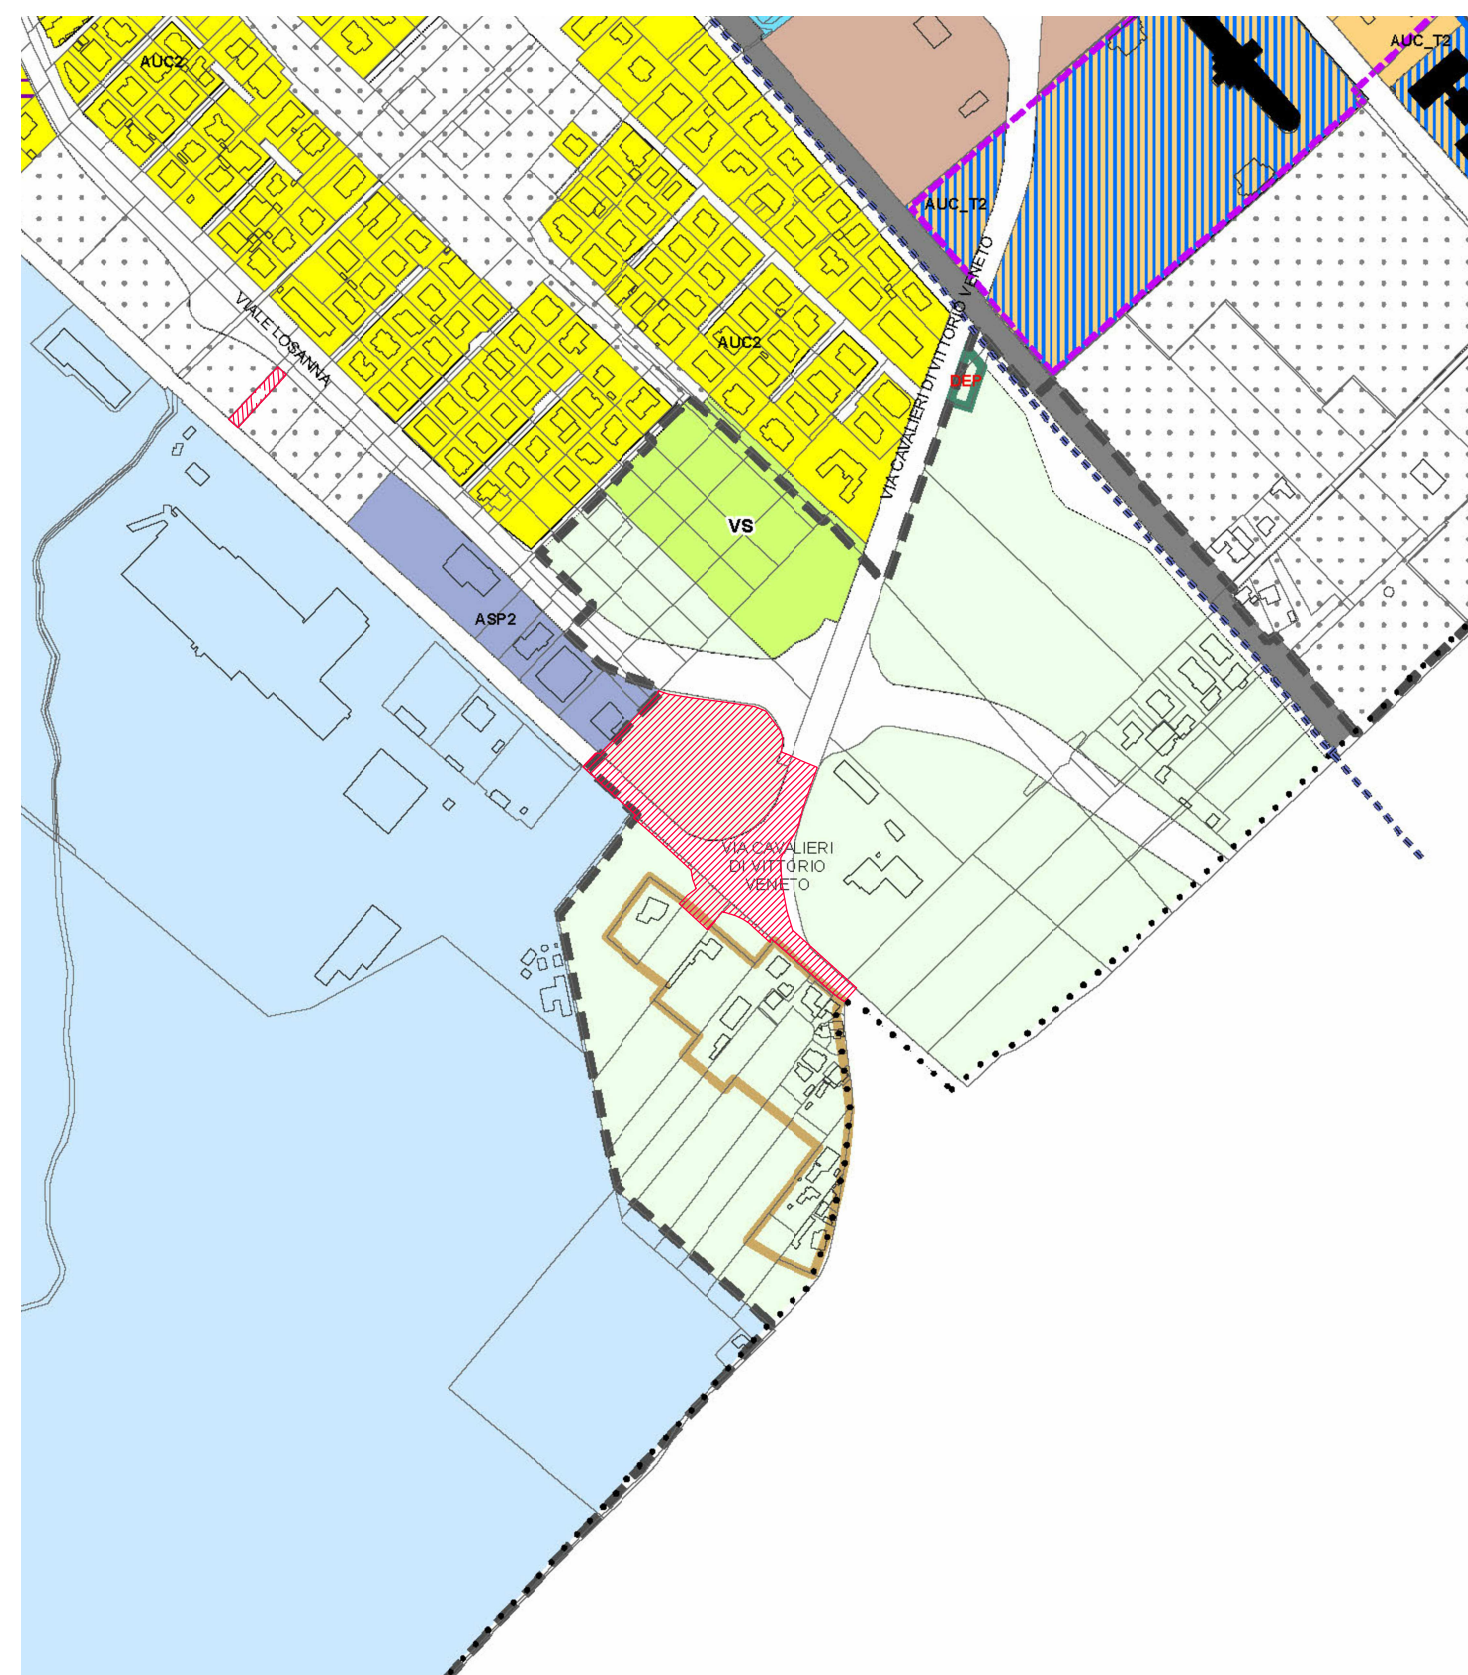 AUC2
AUC_T2
AUC_T2
VIALE LOSANNA
AUC2
VIA CAVALIERI DI VITTORIO VENETO
DEP
VS
ASP2
VIA CAVALIERI
DI VITTORIO
VENETO